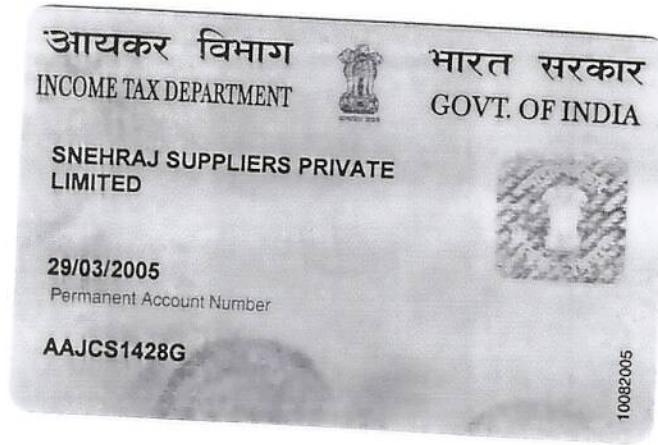 आयकर विभाग
INCOME TAX DEPARTMENT
भारत सरकार
GOVT. OF INDIA
SNEHRAJ SUPPLIERS PRIVATE
LIMITED
29/03/2005
Permanent Account Number
AAJCS1428G
10082005